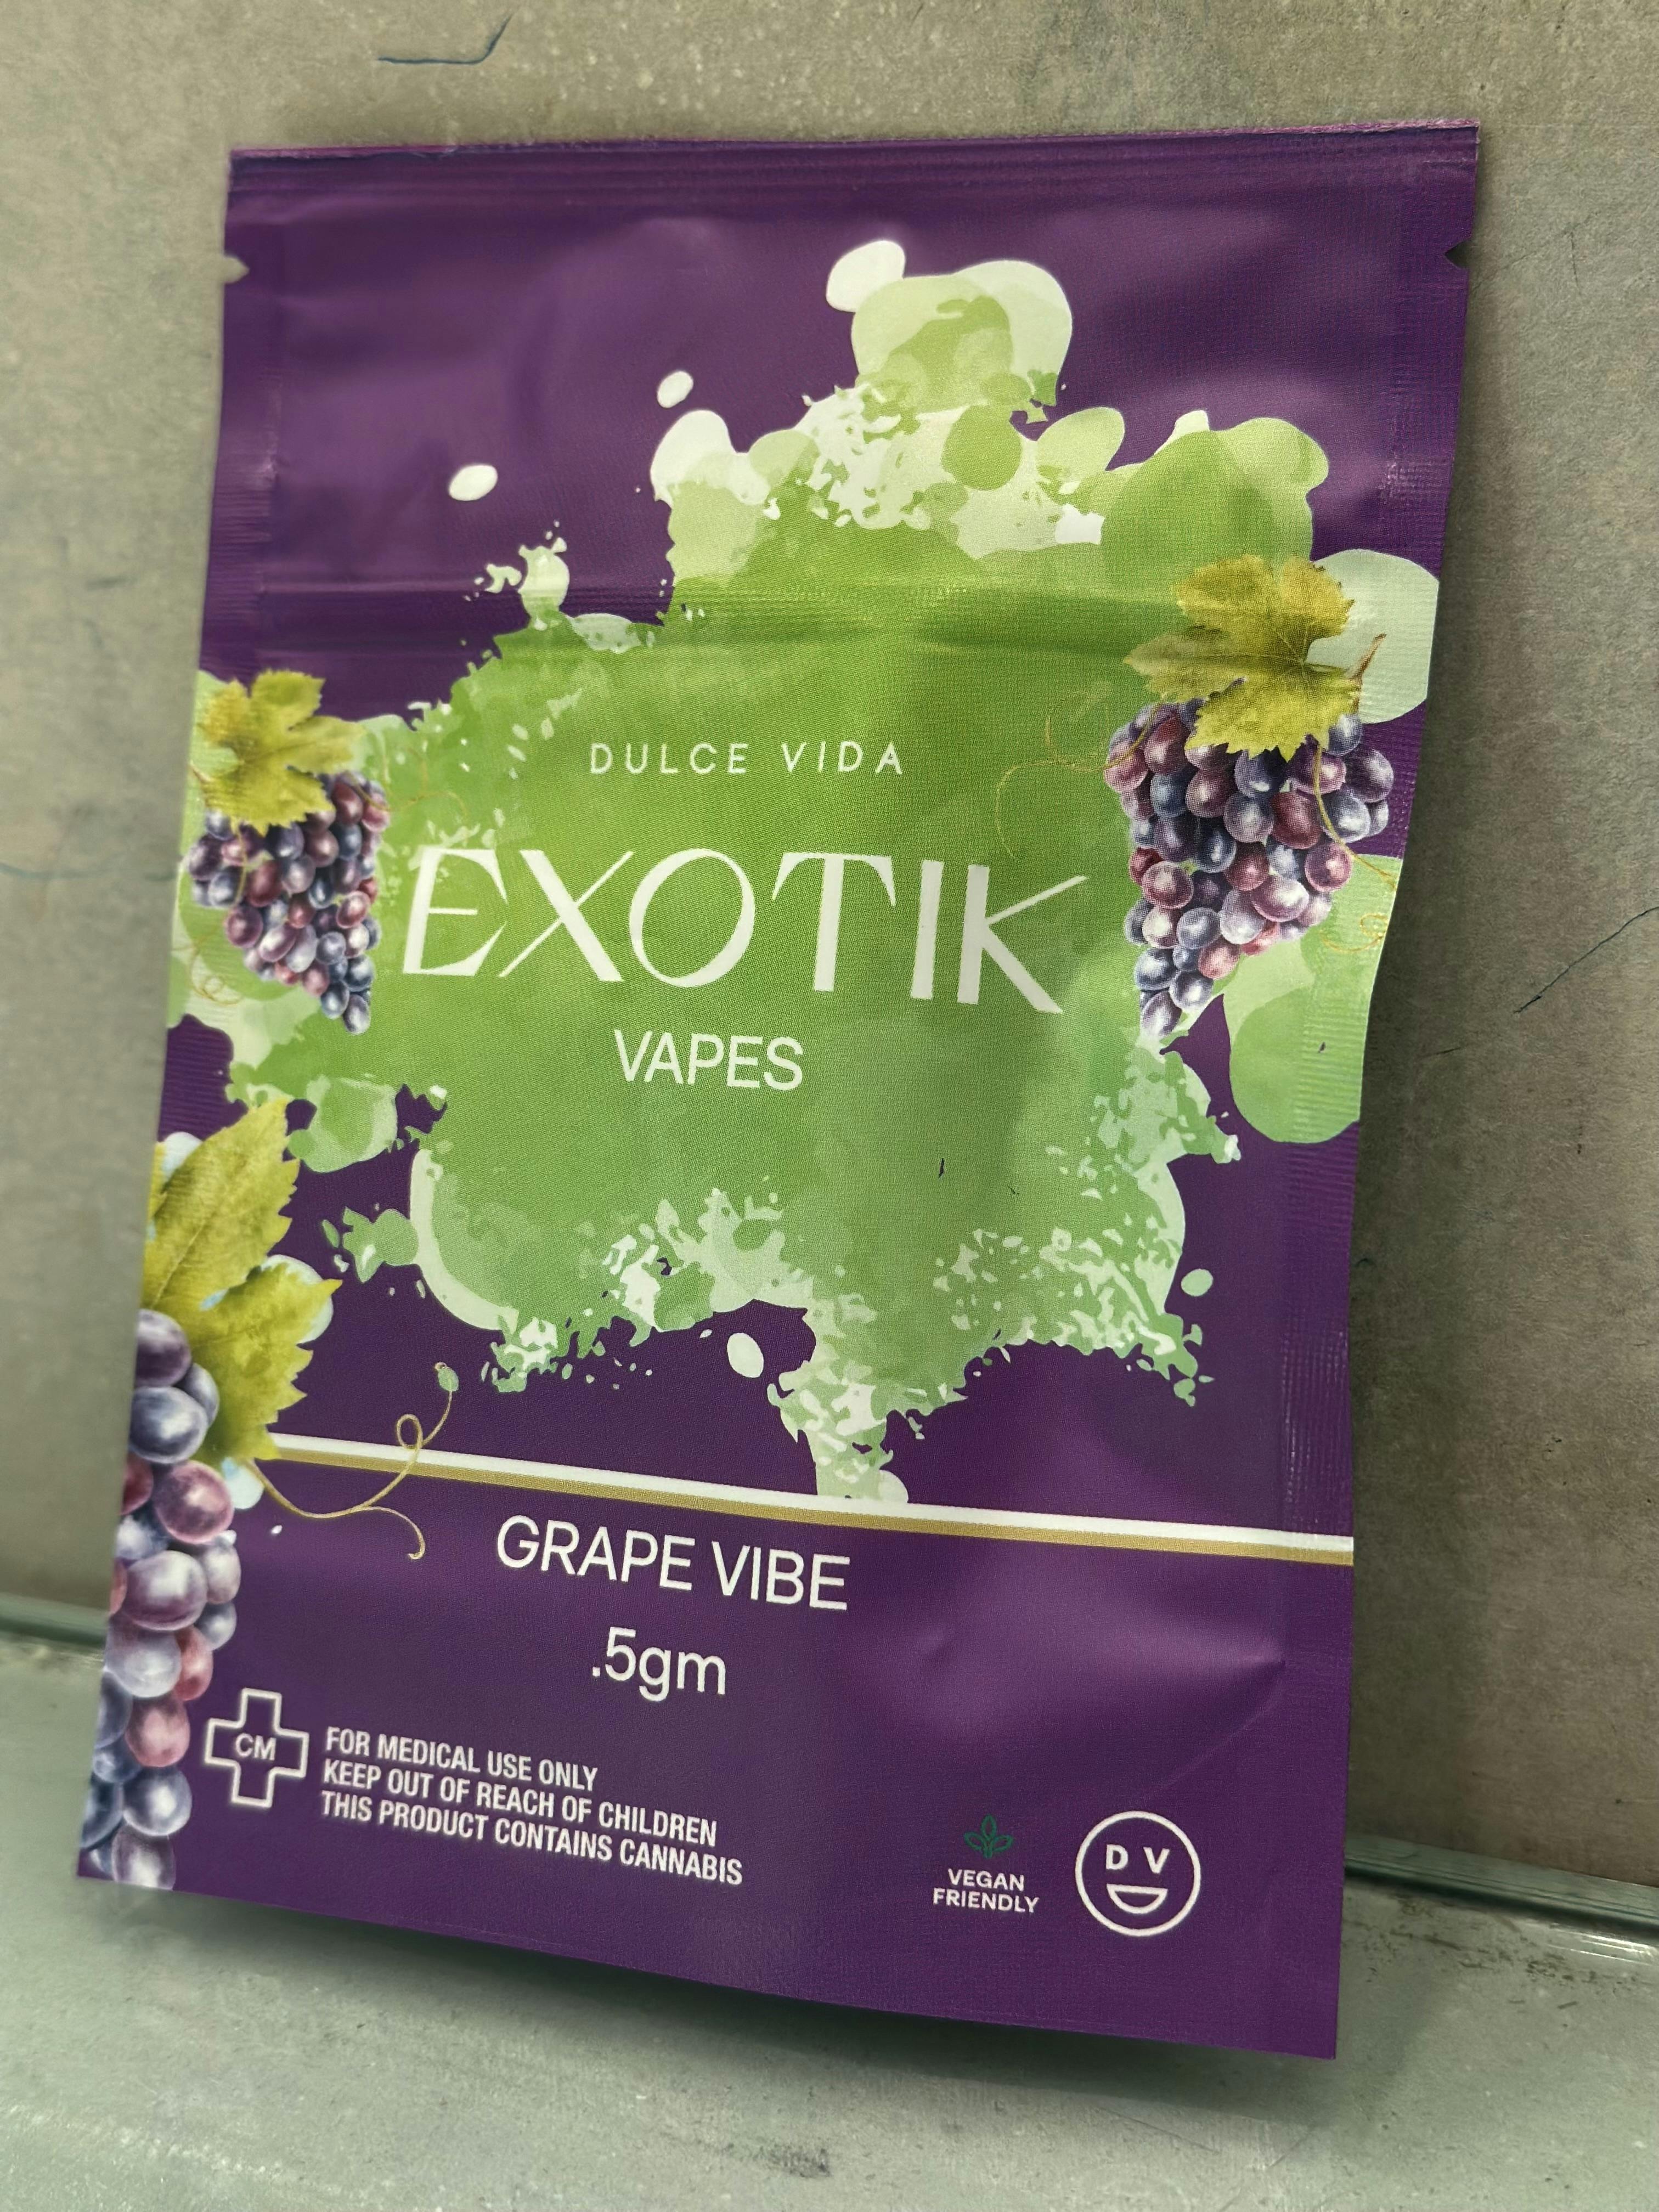 DULCE VIDA
EXOTIK
VAPES
GRAPE VIBE
.5gm
CM
FOR MEDICAL USE ONLY
KEEP OUT OF REACH OF CHILDREN
THIS PRODUCT CONTAINS CANNABIS
VEGAN
FRIENDLY
D V